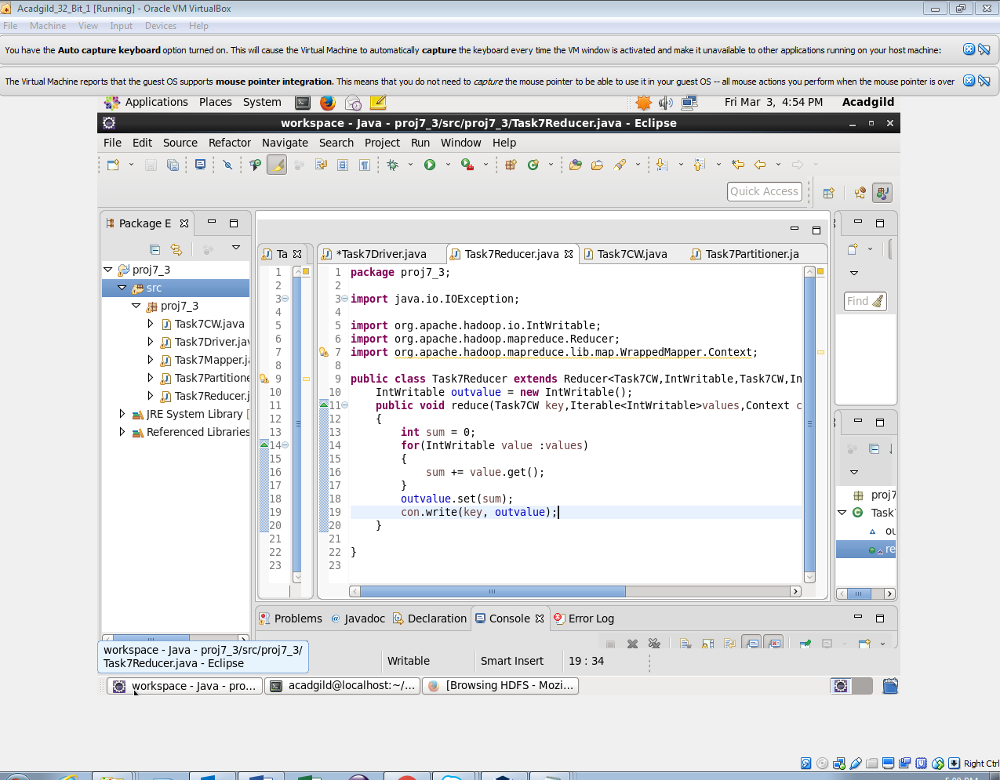 Acadgild_32_Bit_1 [Running] - Oracle VM VirtualBox
File Machine View Input Devices Help
You have the Auto capture keyboard option turned on. This will cause the Virtual Machine to automatically capture the keyboard every time the VM window is activated and make it unavailable to other applications running on your host machine:
The Virtual Machine reports that the guest OS supports mouse pointer integration. This means that you do not need to capture the mouse pointer to be able to use it in your guest OS -- all mouse actions you perform when the mouse pointer is over
Applications Places System Fri Mar 3, 4:54 PM Acadgild
workspace - Java - proj7_3/src/proj7_3/Task7Reducer.java - Eclipse
File Edit Source Refactor Navigate Search Project Run Window Help
Quick Access
Package E
proj7_3
src
proj7_3
Task7CW.java
Task7Driver.jav
Task7Mapper.j
Task7Partitione
Task7Reducer.j
JRE System Library [
Referenced Libraries
Ta
1
2
3
4
5
6
7
8
9
10
11
12
13
14
15
16
17
18
19
20
21
22
23
*Task7Driver.java Task7Reducer.java Task7CW.java Task7Partitioner.ja
1 package proj7_3;
2
3 import java.io.IOException;
4
5 import org.apache.hadoop.io.IntWritable;
6 import org.apache.hadoop.mapreduce.Reducer;
7 import org.apache.hadoop.mapreduce.lib.map.WrappedMapper.Context;
8
9 public class Task7Reducer extends Reducer<Task7CW,IntWritable,Task7CW,In
10 IntWritable outvalue = new IntWritable();
11 public void reduce(Task7CW key,Iterable<IntWritable>values,Context c
12 {
13 int sum = 0;
14 for(IntWritable value :values)
15 {
16 sum += value.get();
17 }
18 outvalue.set(sum);
19 con.write(key, outvalue);
20 }
21
22 }
23
Find
proj7
Task
ou
re
Problems @ Javadoc Declaration Console Error Log
workspace - Java - proj7_3/src/proj7_3/
Task7Reducer.java - Eclipse
Writable Smart Insert 19 : 34
workspace - Java - pro... acadgild@localhost:~/... [Browsing HDFS - Mozi...
Right Ctrl